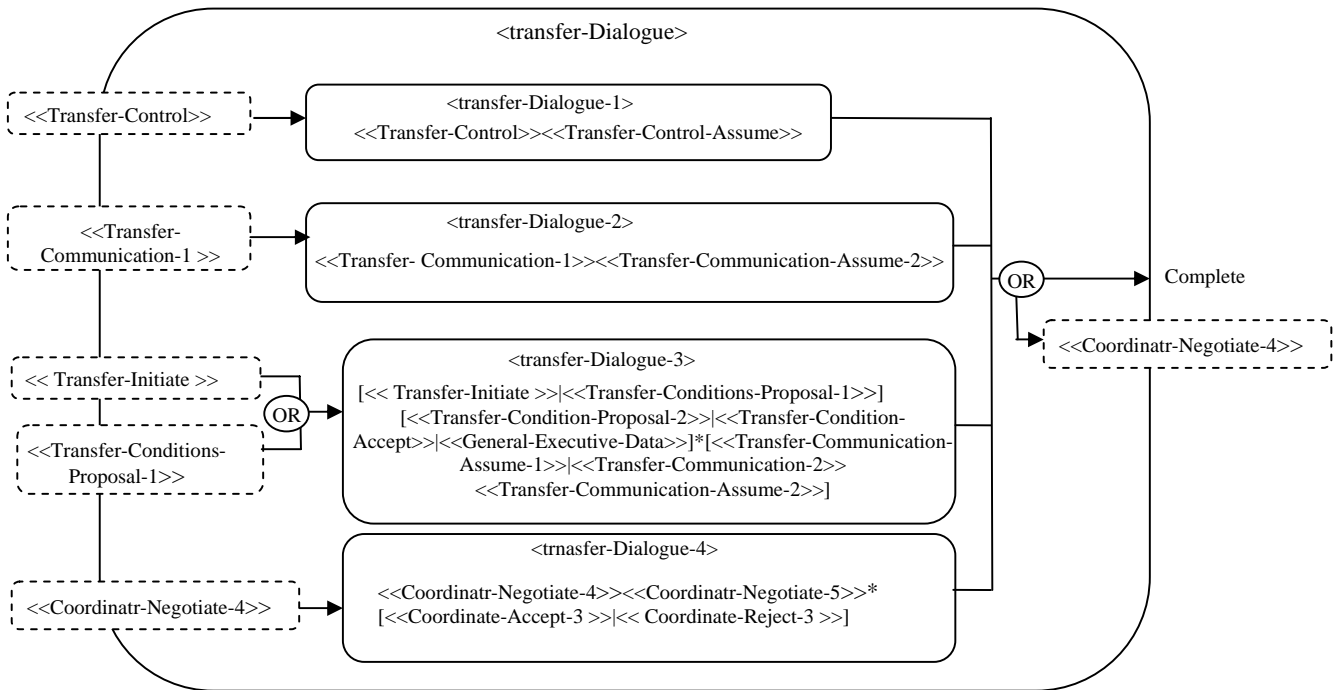 <transfer-Dialogue>
<<Transfer-Control>>
<transfer-Dialogue-1>
<<Transfer-Control>><<Transfer-Control-Assume>>
<<Transfer-
Communication-1 >>
<transfer-Dialogue-2>
<<Transfer- Communication-1>><<Transfer-Communication-Assume-2>>
OR
Complete
<<Coordinatr-Negotiate-4>>
<< Transfer-Initiate >>
OR
<<Transfer-Conditions-
Proposal-1>>
<transfer-Dialogue-3>
[<< Transfer-Initiate >>|<<Transfer-Conditions-Proposal-1>>]
[<<Transfer-Condition-Proposal-2>>|<<Transfer-Condition-
Accept>>|<<General-Executive-Data>>]*[<<Transfer-Communication-
Assume-1>>|<<Transfer-Communication-2>>
<<Transfer-Communication-Assume-2>>]
<<Coordinatr-Negotiate-4>>
<trnasfer-Dialogue-4>
<<Coordinatr-Negotiate-4>><<Coordinatr-Negotiate-5>>*
[<<Coordinate-Accept-3 >>|<< Coordinate-Reject-3 >>]